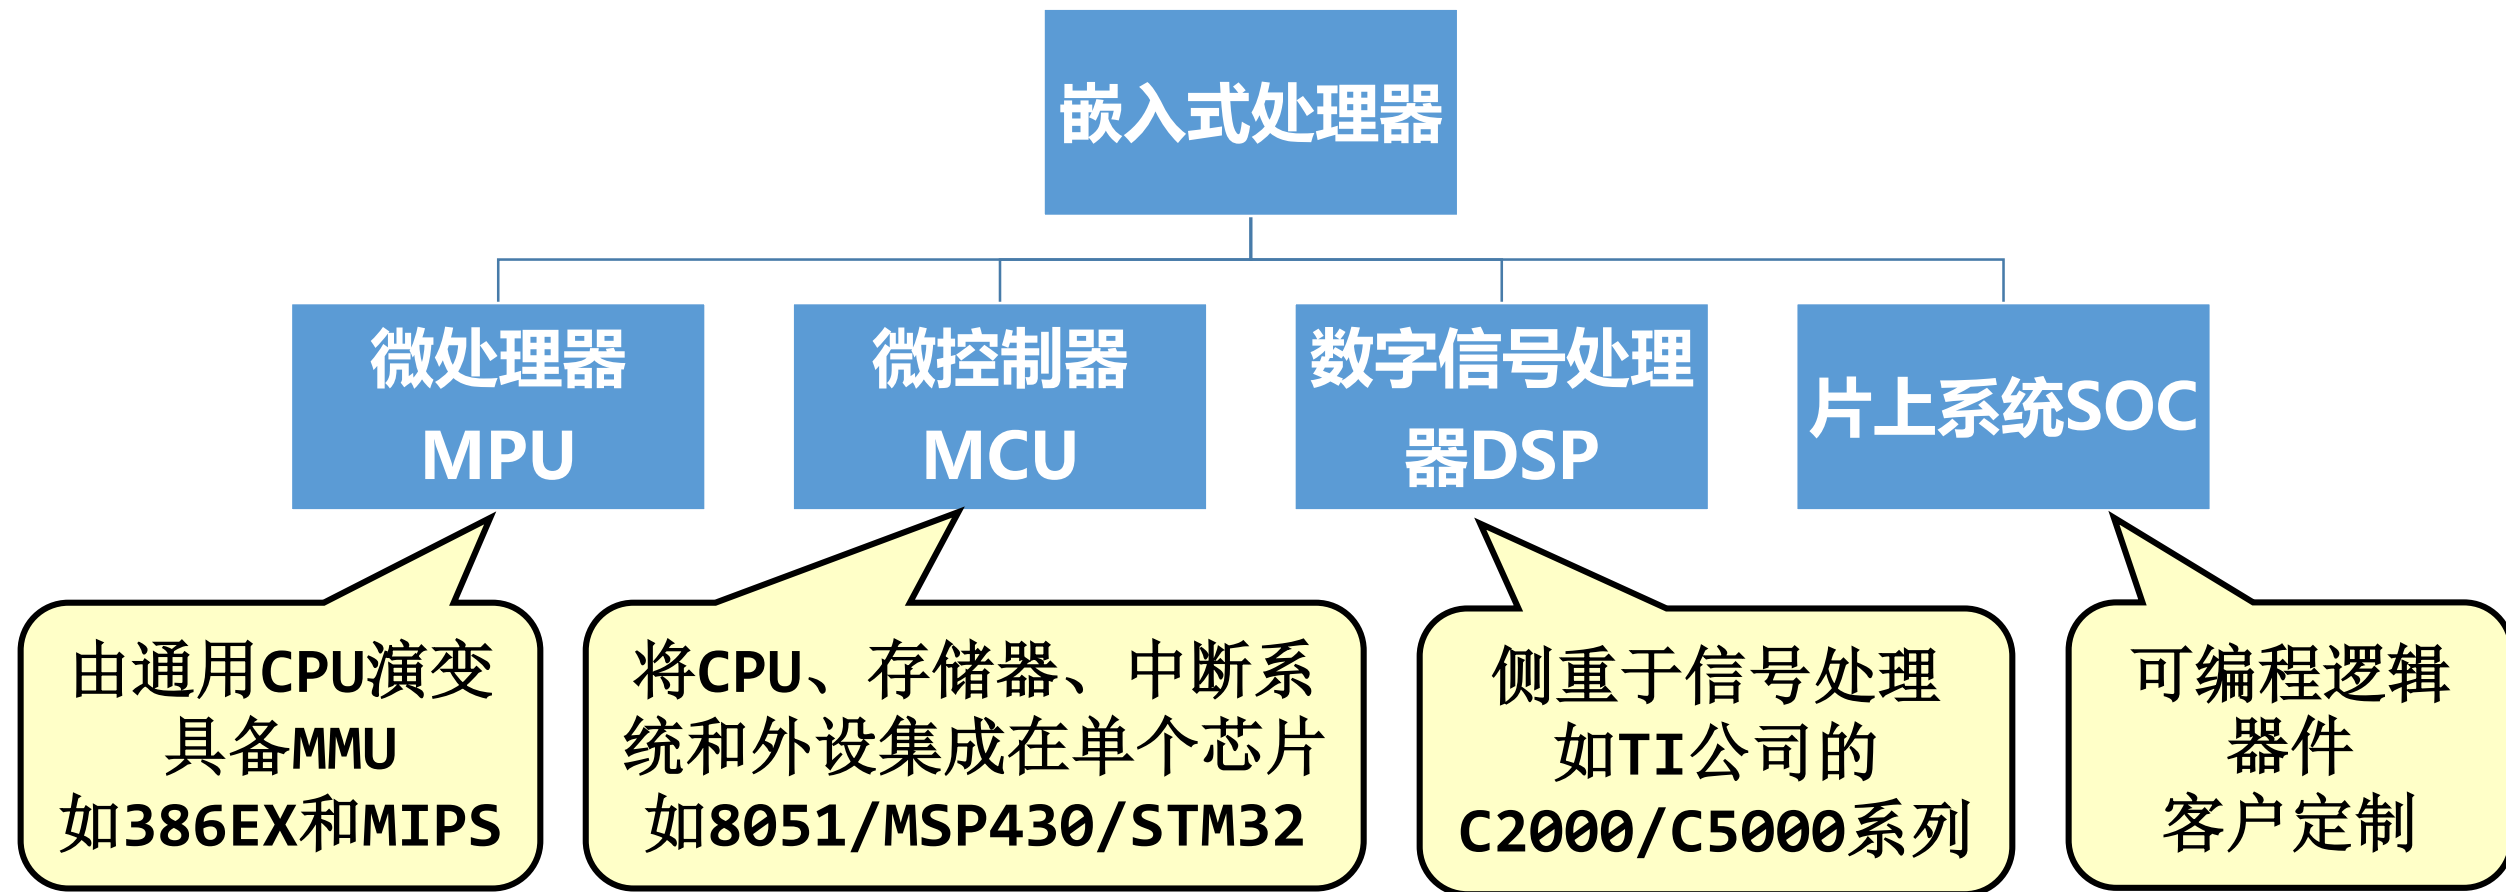 嵌入式处理器
微处理器
MPU
微控制器
MCU
数字信号处理
器DSP
片上系统SOC
由通用CPU演变
具备MMU
如386EX和MIPS
将CPU、存储器、中断系
统和外设被集在单个芯片
如8051/MSP430/STM32
侧重于信号处理
如TI公司的
C2000/C5000系列
可编程逻辑
器件
客户定制